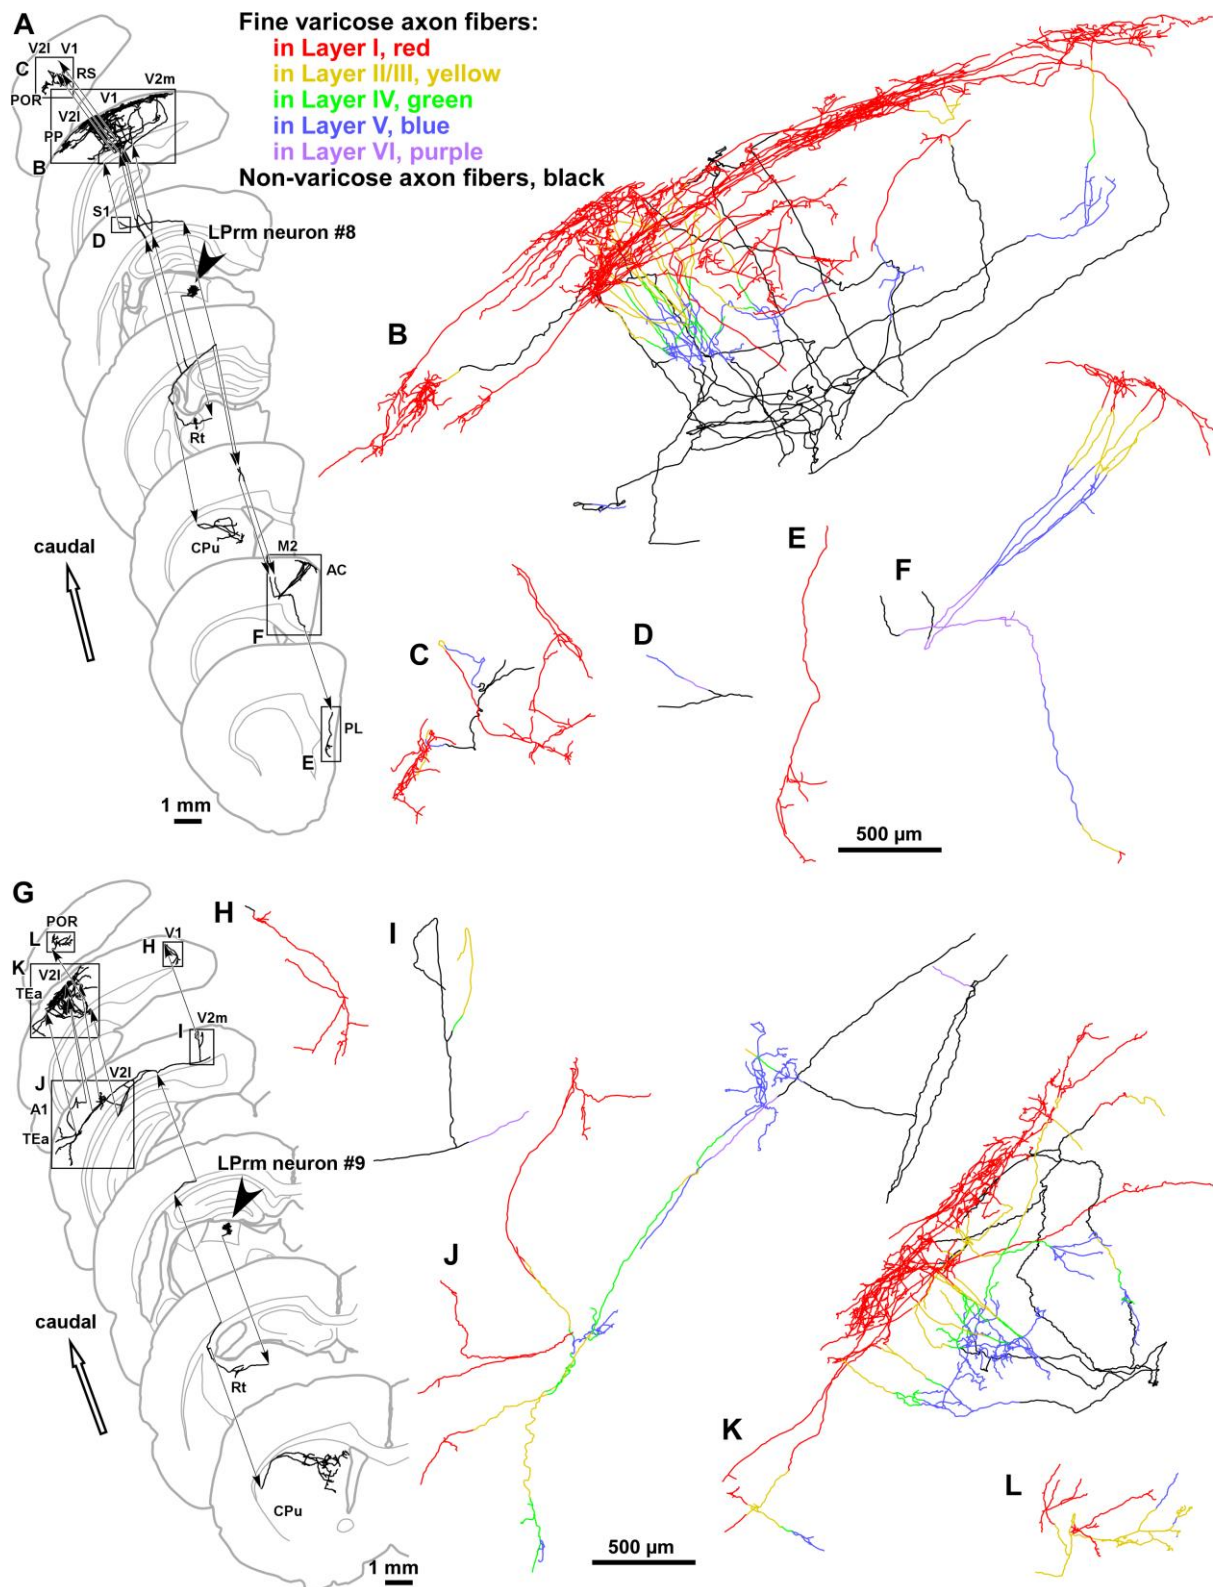 A
Fine varicose axon fibers:
in Layer I, red
in Layer II/III, yellow
in Layer IV, green
in Layer V, blue
in Layer VI, purple
Non-varicose axon fibers, black
V2l V1
C
RS
POR
V2m
V1
V2l
PP
B
S1
D
LPrm neuron #8
Rt
CPu
caudal
M2
AC
F
PL
E
1 mm
B
C
D
E
F
500 µm
G
POR
L
V1
H
K
V2l
TEa
V2m
I
J
V2l
A1
TEa
LPrm neuron #9
caudal
Rt
CPu
1 mm
H
I
J
K
L
500 µm